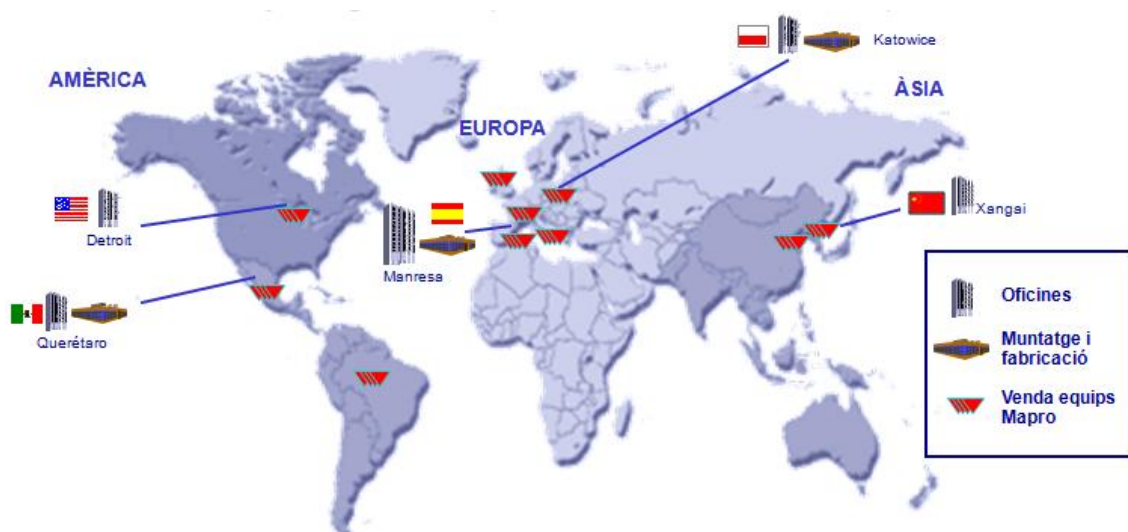 Katowice
AMÈRICA
ÀSIA
EUROPA
Detroit
Manresa
Xangai
Querétaro
Oficines
Muntatge i
fabricació
Venda equips
Mapro